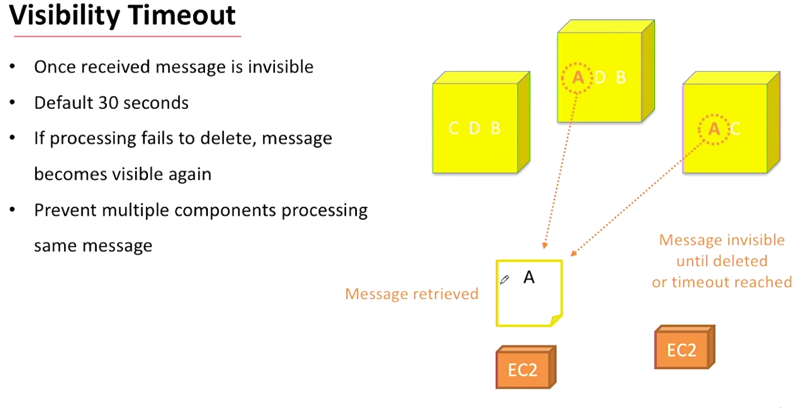 Visibility Timeout
• Once received message is invisible
• Default 30 seconds
• If processing fails to delete, message
becomes visible again
• Prevent multiple components processing
same message
C D B
A D B
A C
Message retrieved
A
Message invisible
until deleted
or timeout reached
EC2
EC2